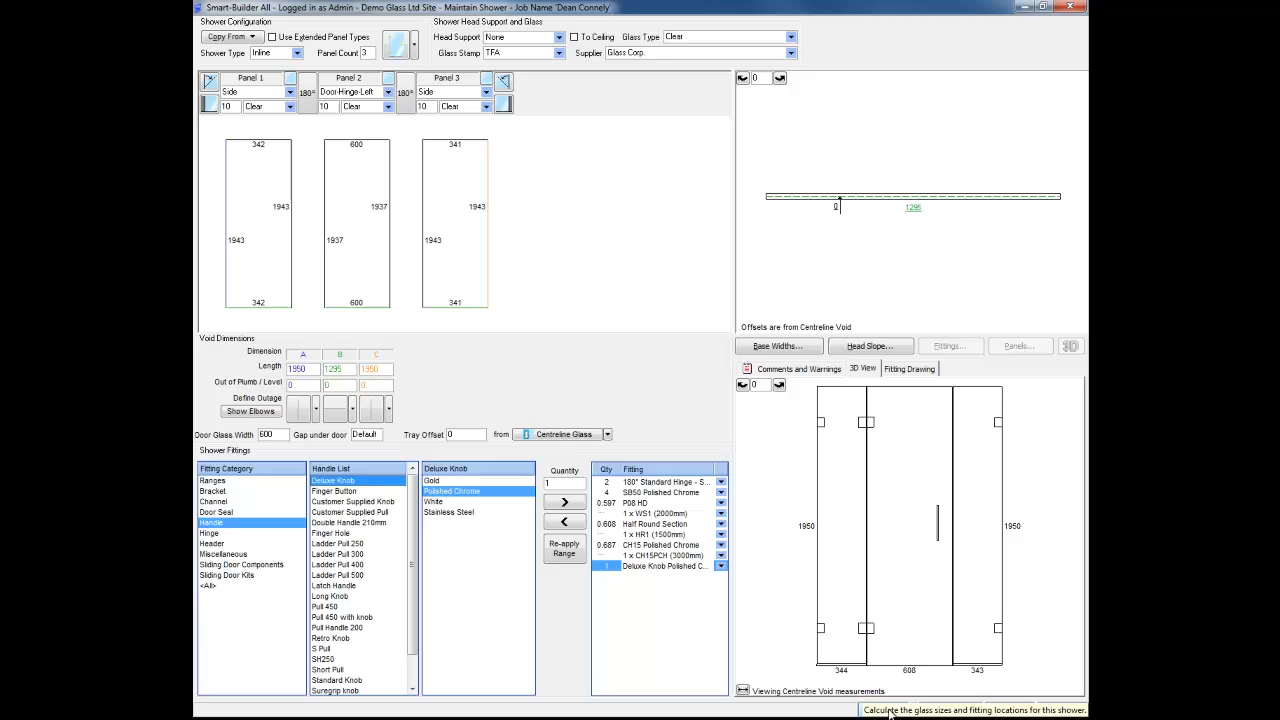 Smart-Builder All - Logged in as Admin - Demo Glass Ltd Site - Maintain Shower - Job Name 'Dean Connely'
Shower Configuration
Copy From
Use Extended Panel Types
Shower Type Inline
Panel Count 3
Shower Head Support and Glass
Head Support None
To Ceiling
Glass Type Clear
Glass Stamp TFA
Supplier Glass Corp.
Panel 1
Side
10 Clear
180°
Panel 2
Door-Hinge-Left
10 Clear
180°
Panel 3
Side
10 Clear
342 600 341
1943 1937 1943
1943 1937 1943
342 600 341
0
0 1295
Offsets are from Centreline Void
Void Dimensions
Dimension A B C
Length 1950 1295 1950
Out of Plumb / Level 0 0 0
Define Outage
Show Elbows
Door Glass Width 600 Gap under door Default Tray Offset 0 from Centreline Glass
Base Widths... Head Slope... Fittings... Panels... 3D
Comments and Warnings 3D View Fitting Drawing
0
1950 1950
344 608 343
Viewing Centreline Void measurements
Shower Fittings
Fitting Category
Ranges
Bracket
Channel
Door Seal
Handle
Hinge
Header
Miscellaneous
Sliding Door Components
Sliding Door Kits
<All>
Handle List
Deluxe Knob
Finger Button
Customer Supplied Knob
Customer Supplied Pull
Double Handle 210mm
Finger Hole
Ladder Pull 250
Ladder Pull 300
Ladder Pull 400
Ladder Pull 500
Latch Handle
Long Knob
Pull 450
Pull 450 with knob
Pull Handle 200
Retro Knob
S Pull
SH250
Short Pull
Standard Knob
Suregrip knob
Deluxe Knob
Gold
Polished Chrome
White
Stainless Steel
Quantity
1
>
<
Re-apply
Range
Qty Fitting
2 180° Standard Hinge - S...
4 SB50 Polished Chrome
0.597 P08 HD
... 1 x WS1 (2000mm)
0.608 Half Round Section
... 1 x HR1 (1500mm)
0.687 CH15 Polished Chrome
... 1 x CH15PCH (3000mm)
1 Deluxe Knob Polished C...
Calculate the glass sizes and fitting locations for this shower.